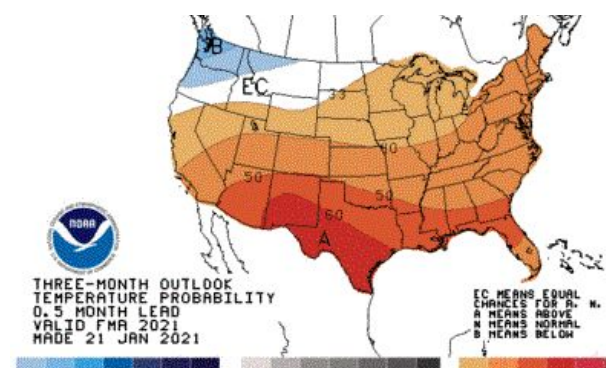 B
EC
33
40
50
50
60
A
NOAA
THREE-MONTH OUTLOOK
TEMPERATURE PROBABILITY
0.5 MONTH LEAD
VALID FMA 2021
MADE 21 JAN 2021
EC MEANS EQUAL
CHANCES FOR A, N,
A MEANS ABOVE
N MEANS NORMAL
B MEANS BELOW